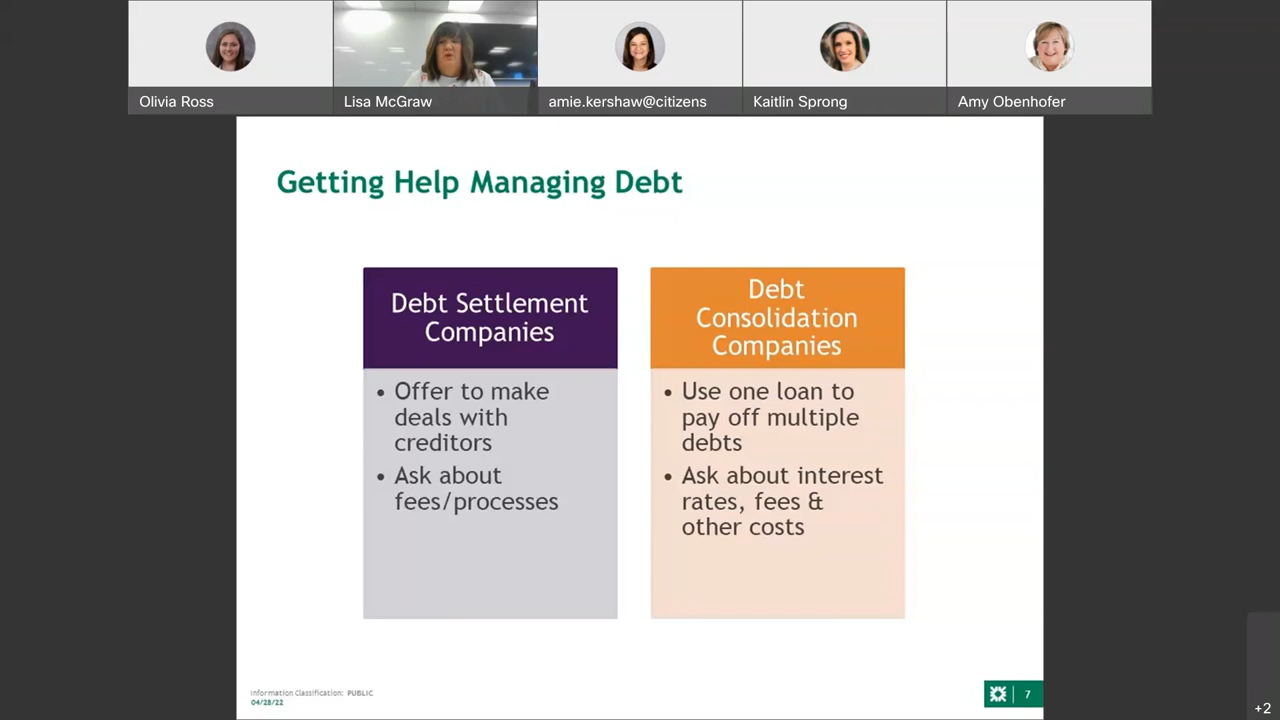 Olivia Ross
Lisa McGraw
amie.kershaw@citizens
Kaitlin Sprong
Amy Obenhofer
Getting Help Managing Debt
Debt Settlement
Companies
• Offer to make
deals with
creditors
• Ask about
fees/processes
Debt
Consolidation
Companies
• Use one loan to
pay off multiple
debts
• Ask about interest
rates, fees &
other costs
Information Classification: PUBLIC
04/28/22
7
+2